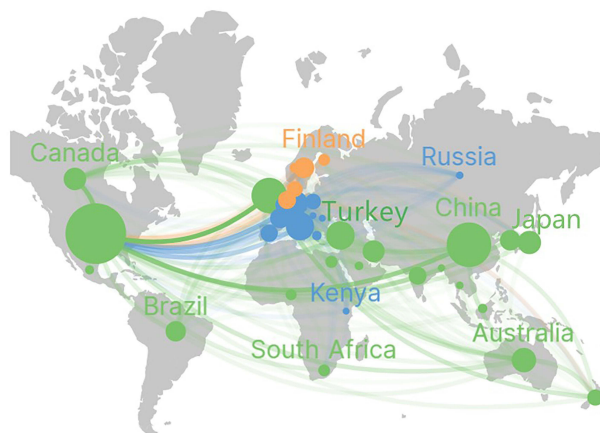 Finland
Canada
Russia
China
Turkey
Japan
Kenya
Brazil
Australia
South Africa